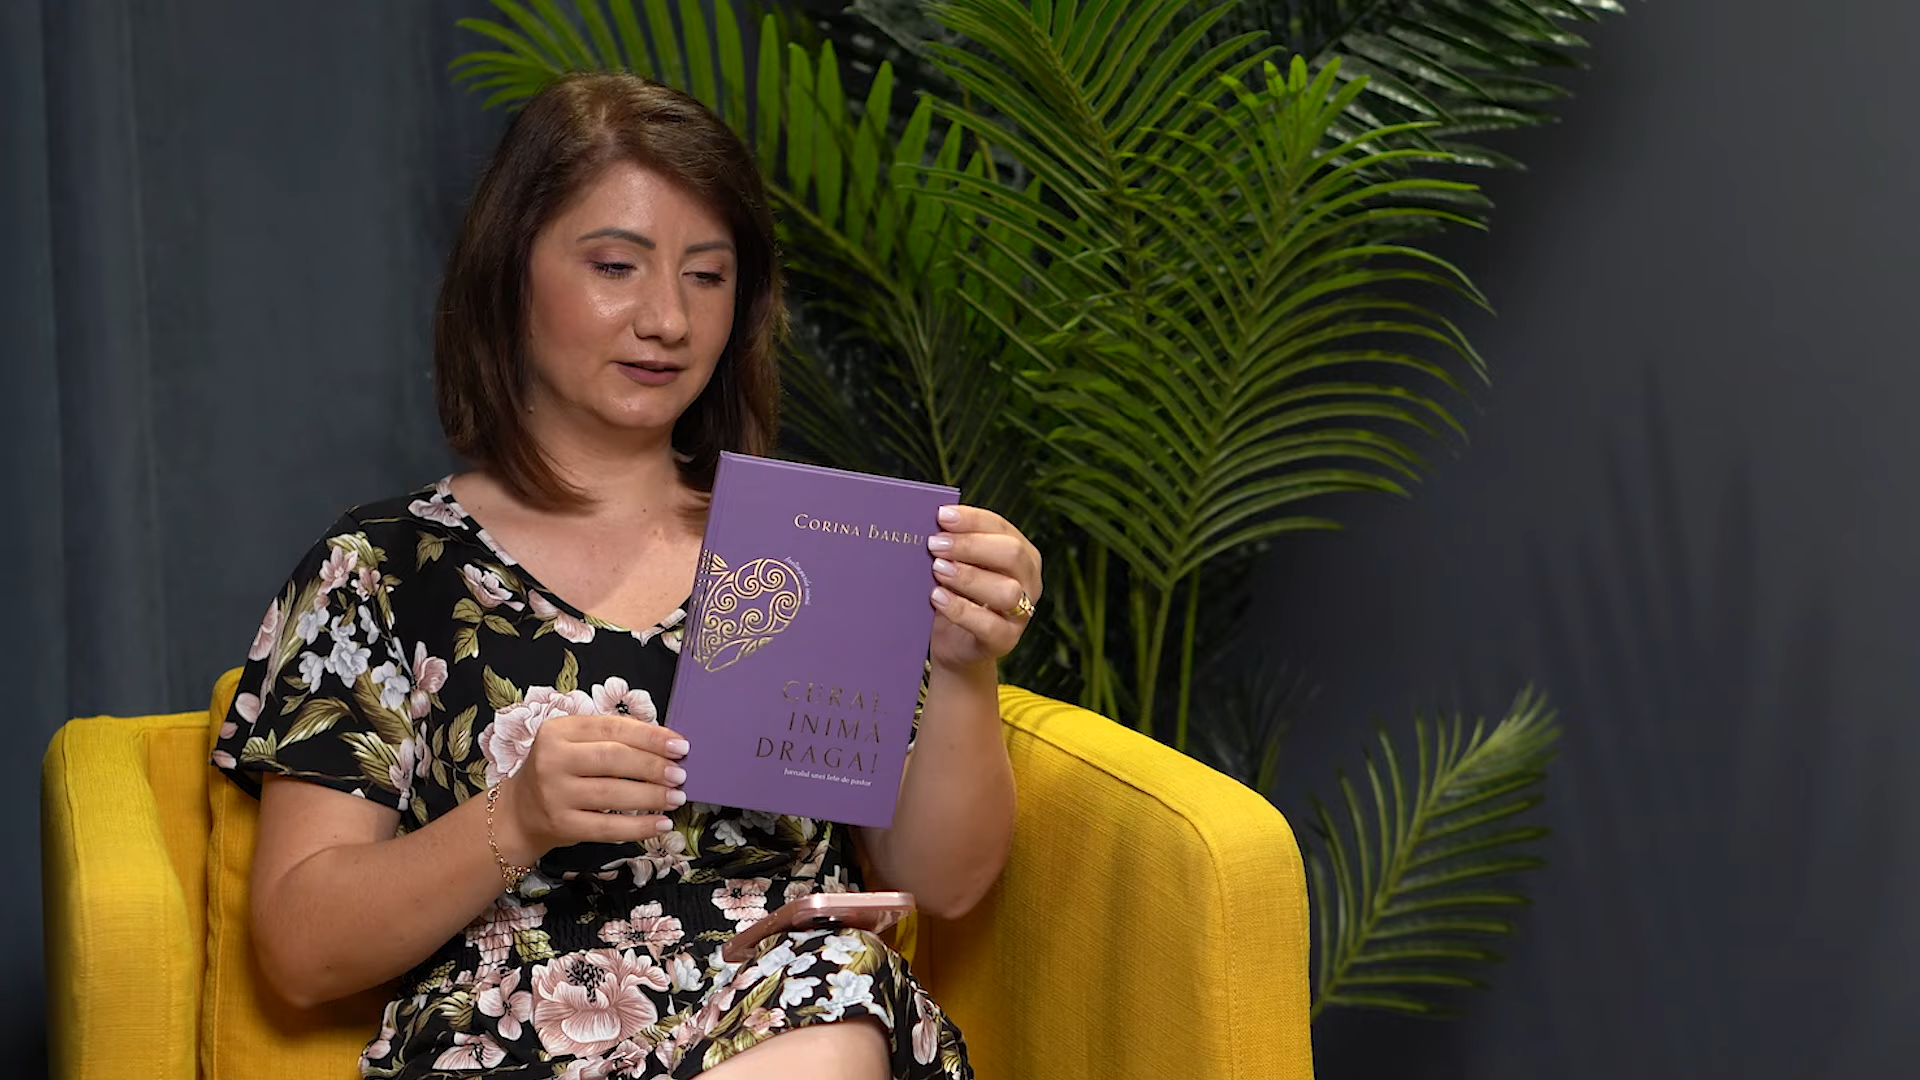 CORINA BARBU
CURAJ,
INIMĂ
DRAGĂ!
Jurnalul unei fete de pastor